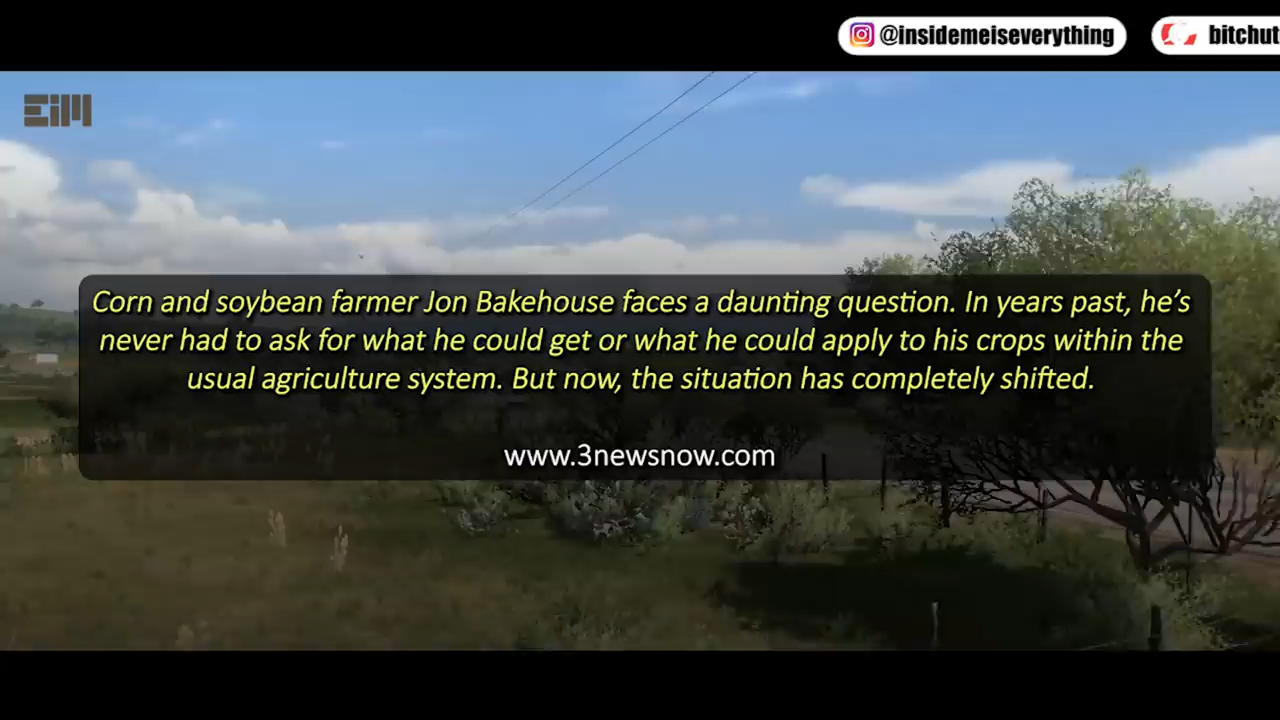 @insidemeiseverything
bitchut
EiM
Corn and soybean farmer Jon Bakehouse faces a daunting question. In years past, he’s
never had to ask for what he could get or what he could apply to his crops within the
usual agriculture system. But now, the situation has completely shifted.
www.3newsnow.com